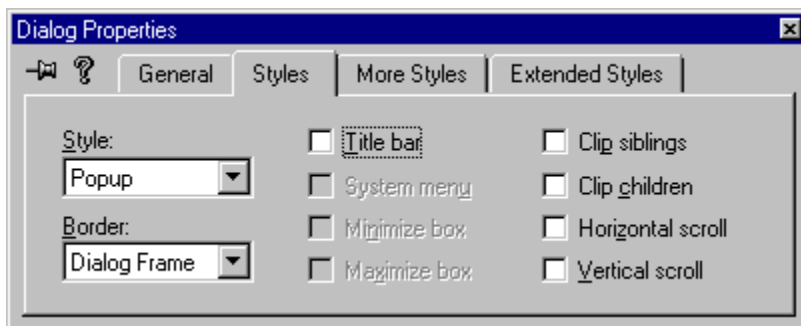 Dialog Properties
General Styles More Styles Extended Styles
Style:
Popup
Border:
Dialog Frame
Title bar
System menu
Minimize box
Maximize box
Clip siblings
Clip children
Horizontal scroll
Vertical scroll